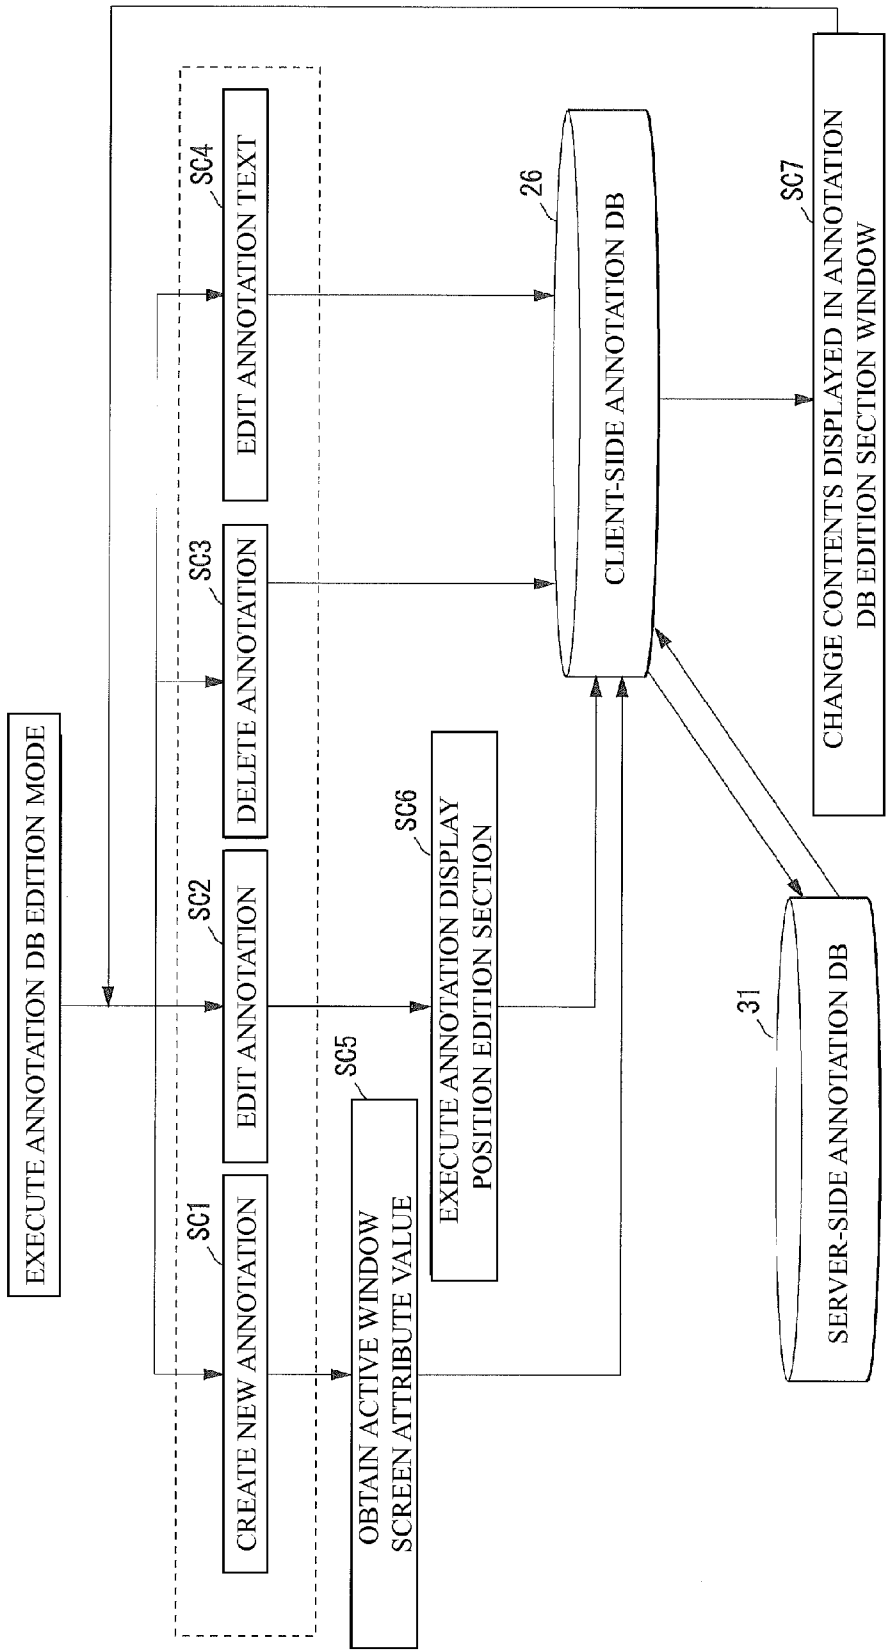 EXECUTE ANNOTATION DB EDITION MODE
SC1
CREATE NEW ANNOTATION
SC2
EDIT ANNOTATION
SC3
DELETE ANNOTATION
SC4
EDIT ANNOTATION TEXT
SC5
OBTAIN ACTIVE WINDOW
SCREEN ATTRIBUTE VALUE
SC6
EXECUTE ANNOTATION DISPLAY
POSITION EDITION SECTION
26
CLIENT-SIDE ANNOTATION DB
31
SERVER-SIDE ANNOTATION DB
SC7
CHANGE CONTENTS DISPLAYED IN ANNOTATION
DB EDITION SECTION WINDOW